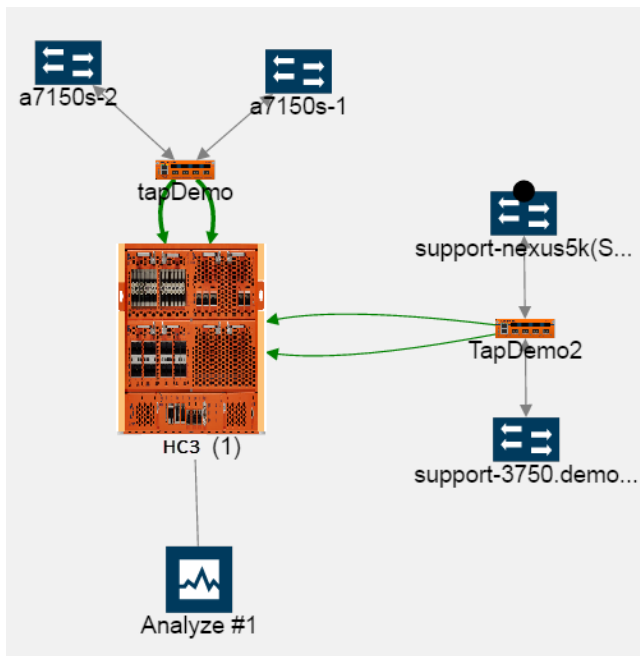 a7150s-2
a7150s-1
tapDemo
support-nexus5k(S...
TapDemo2
HC3 (1)
support-3750.demo...
Analyze #1